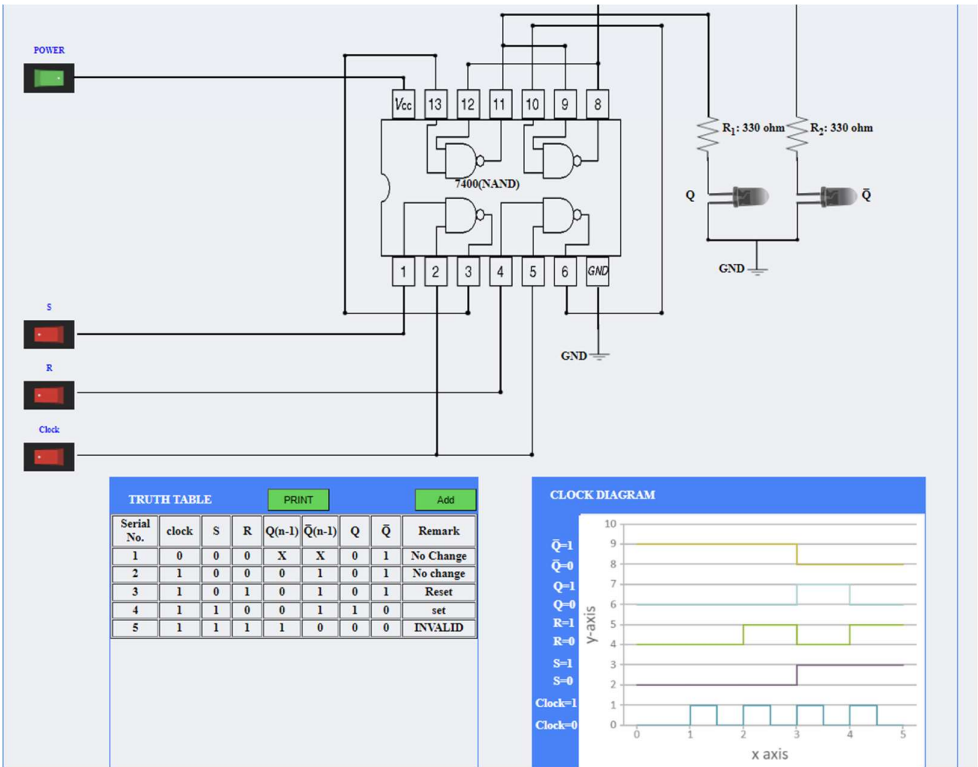 POWER
Vcc 13 12 11 10 9 8
R1: 330 ohm R2: 330 ohm
7400(NAND)
Q Q̄
1 2 3 4 5 6 GND
GND
S
GND
R
Clock
TRUTH TABLE PRINT Add
Serial No. clock S R Q(n-1) Q̄(n-1) Q Q̄ Remark
1 0 0 0 X X 0 1 No Change
2 1 0 0 0 1 0 1 No change
3 1 0 1 0 1 0 1 Reset
4 1 1 0 0 1 1 0 set
5 1 1 1 1 0 0 0 INVALID
CLOCK DIAGRAM
Q̄=1
Q̄=0
Q=1
Q=0
R=1
R=0
S=1
S=0
Clock=1
Clock=0
y-axis
10
9
8
7
6
5
4
3
2
1
0
0 1 2 3 4 5
x axis